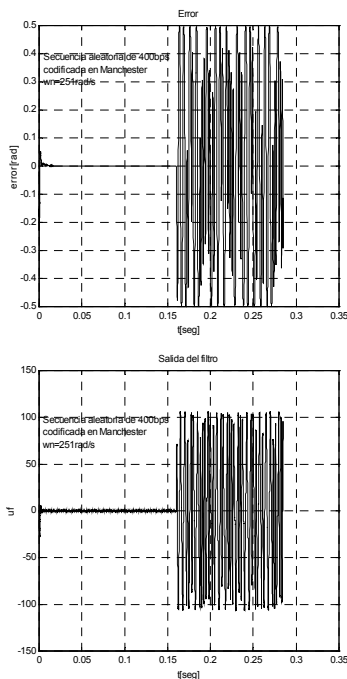 Error
0.5
0.4
0.3
0.2
0.1
0
-0.1
-0.2
-0.3
-0.4
-0.5
error[rad]
Secuencia aleatoria de 400bps
codificada en Manchester
wn=251rad/s
0 0.05 0.1 0.15 0.2 0.25 0.3 0.35
t[seg]
Salida del filtro
150
100
50
0
-50
-100
-150
uf
Secuencia aleatoria de 400bps
codificada en Manchester
wn=251rad/s
0 0.05 0.1 0.15 0.2 0.25 0.3 0.35
t[seg]